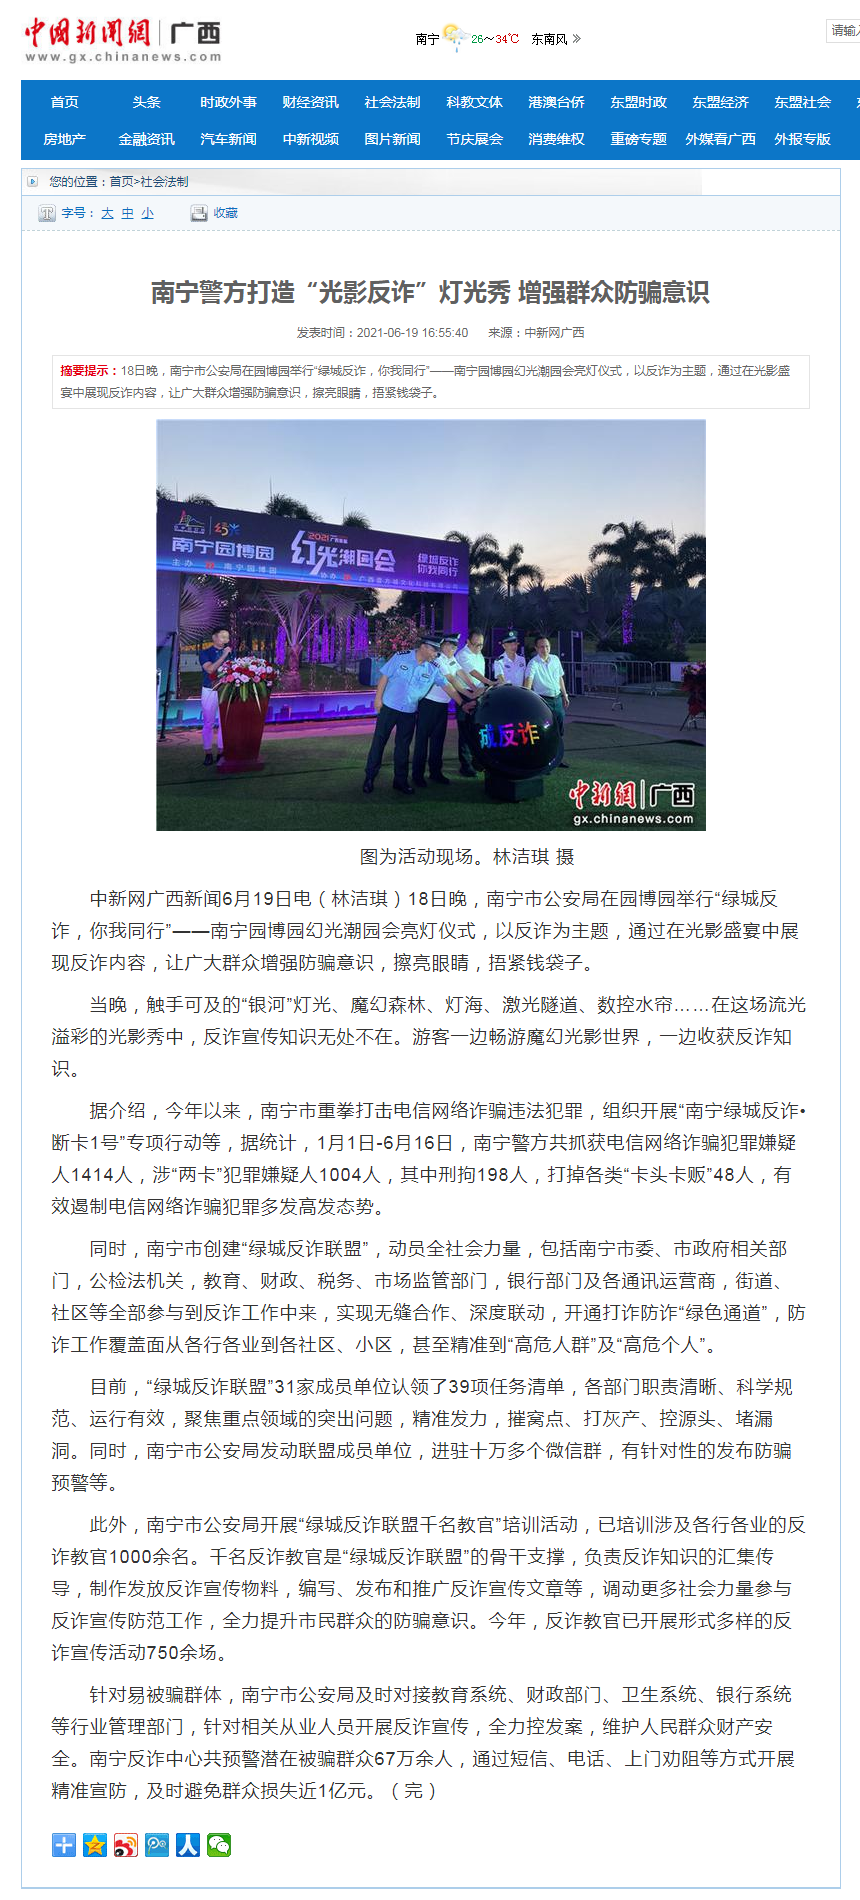 中国新闻網 广西
www.gx.chinanews.com
南宁 26～34℃ 东南风
请输入
首页 头条 时政外事 财经资讯 社会法制 科教文体 港澳台侨 东盟时政 东盟经济 东盟社会
房地产 金融资讯 汽车新闻 中新视频 图片新闻 节庆展会 消费维权 重磅专题 外媒看广西 外报专版
您的位置：首页>社会法制
字号： 大 中 小 收藏
南宁警方打造“光影反诈”灯光秀 增强群众防骗意识
发表时间：2021-06-19 16:55:40 来源：中新网广西
摘要提示：18日晚，南宁市公安局在园博园举行“绿城反诈，你我同行”——南宁园博园幻光潮园会亮灯仪式，以反诈为主题，通过在光影盛
宴中展现反诈内容，让广大群众增强防骗意识，擦亮眼睛，捂紧钱袋子。
幻光
南宁园博园
2021
幻光潮园会
绿城反诈
你我同行
主办 南宁园博园
协办
成反诈
中新網 广西
gx.chinanews.com
图为活动现场。林洁琪 摄
中新网广西新闻6月19日电（林洁琪）18日晚，南宁市公安局在园博园举行“绿城反
诈，你我同行”——南宁园博园幻光潮园会亮灯仪式，以反诈为主题，通过在光影盛宴中展
现反诈内容，让广大群众增强防骗意识，擦亮眼睛，捂紧钱袋子。
当晚，触手可及的“银河”灯光、魔幻森林、灯海、激光隧道、数控水帘……在这场流光
溢彩的光影秀中，反诈宣传知识无处不在。游客一边畅游魔幻光影世界，一边收获反诈知
识。
据介绍，今年以来，南宁市重拳打击电信网络诈骗违法犯罪，组织开展“南宁绿城反诈•
断卡1号”专项行动等，据统计，1月1日-6月16日，南宁警方共抓获电信网络诈骗犯罪嫌疑
人1414人，涉“两卡”犯罪嫌疑人1004人，其中刑拘198人，打掉各类“卡头卡贩”48人，有
效遏制电信网络诈骗犯罪多发高发态势。
同时，南宁市创建“绿城反诈联盟”，动员全社会力量，包括南宁市委、市政府相关部
门，公检法机关，教育、财政、税务、市场监管部门，银行部门及各通讯运营商，街道、
社区等全部参与到反诈工作中来，实现无缝合作、深度联动，开通打诈防诈“绿色通道”，防
诈工作覆盖面从各行各业到各社区、小区，甚至精准到“高危人群”及“高危个人”。
目前，“绿城反诈联盟”31家成员单位认领了39项任务清单，各部门职责清晰、科学规
范、运行有效，聚焦重点领域的突出问题，精准发力，摧窝点、打灰产、控源头、堵漏
洞。同时，南宁市公安局发动联盟成员单位，进驻十万多个微信群，有针对性的发布防骗
预警等。
此外，南宁市公安局开展“绿城反诈联盟千名教官”培训活动，已培训涉及各行各业的反
诈教官1000余名。千名反诈教官是“绿城反诈联盟”的骨干支撑，负责反诈知识的汇集传
导，制作发放反诈宣传物料，编写、发布和推广反诈宣传文章等，调动更多社会力量参与
反诈宣传防范工作，全力提升市民群众的防骗意识。今年，反诈教官已开展形式多样的反
诈宣传活动750余场。
针对易被骗群体，南宁市公安局及时对接教育系统、财政部门、卫生系统、银行系统
等行业管理部门，针对相关从业人员开展反诈宣传，全力控发案，维护人民群众财产安
全。南宁反诈中心共预警潜在被骗群众67万余人，通过短信、电话、上门劝阻等方式开展
精准宣防，及时避免群众损失近1亿元。（完）